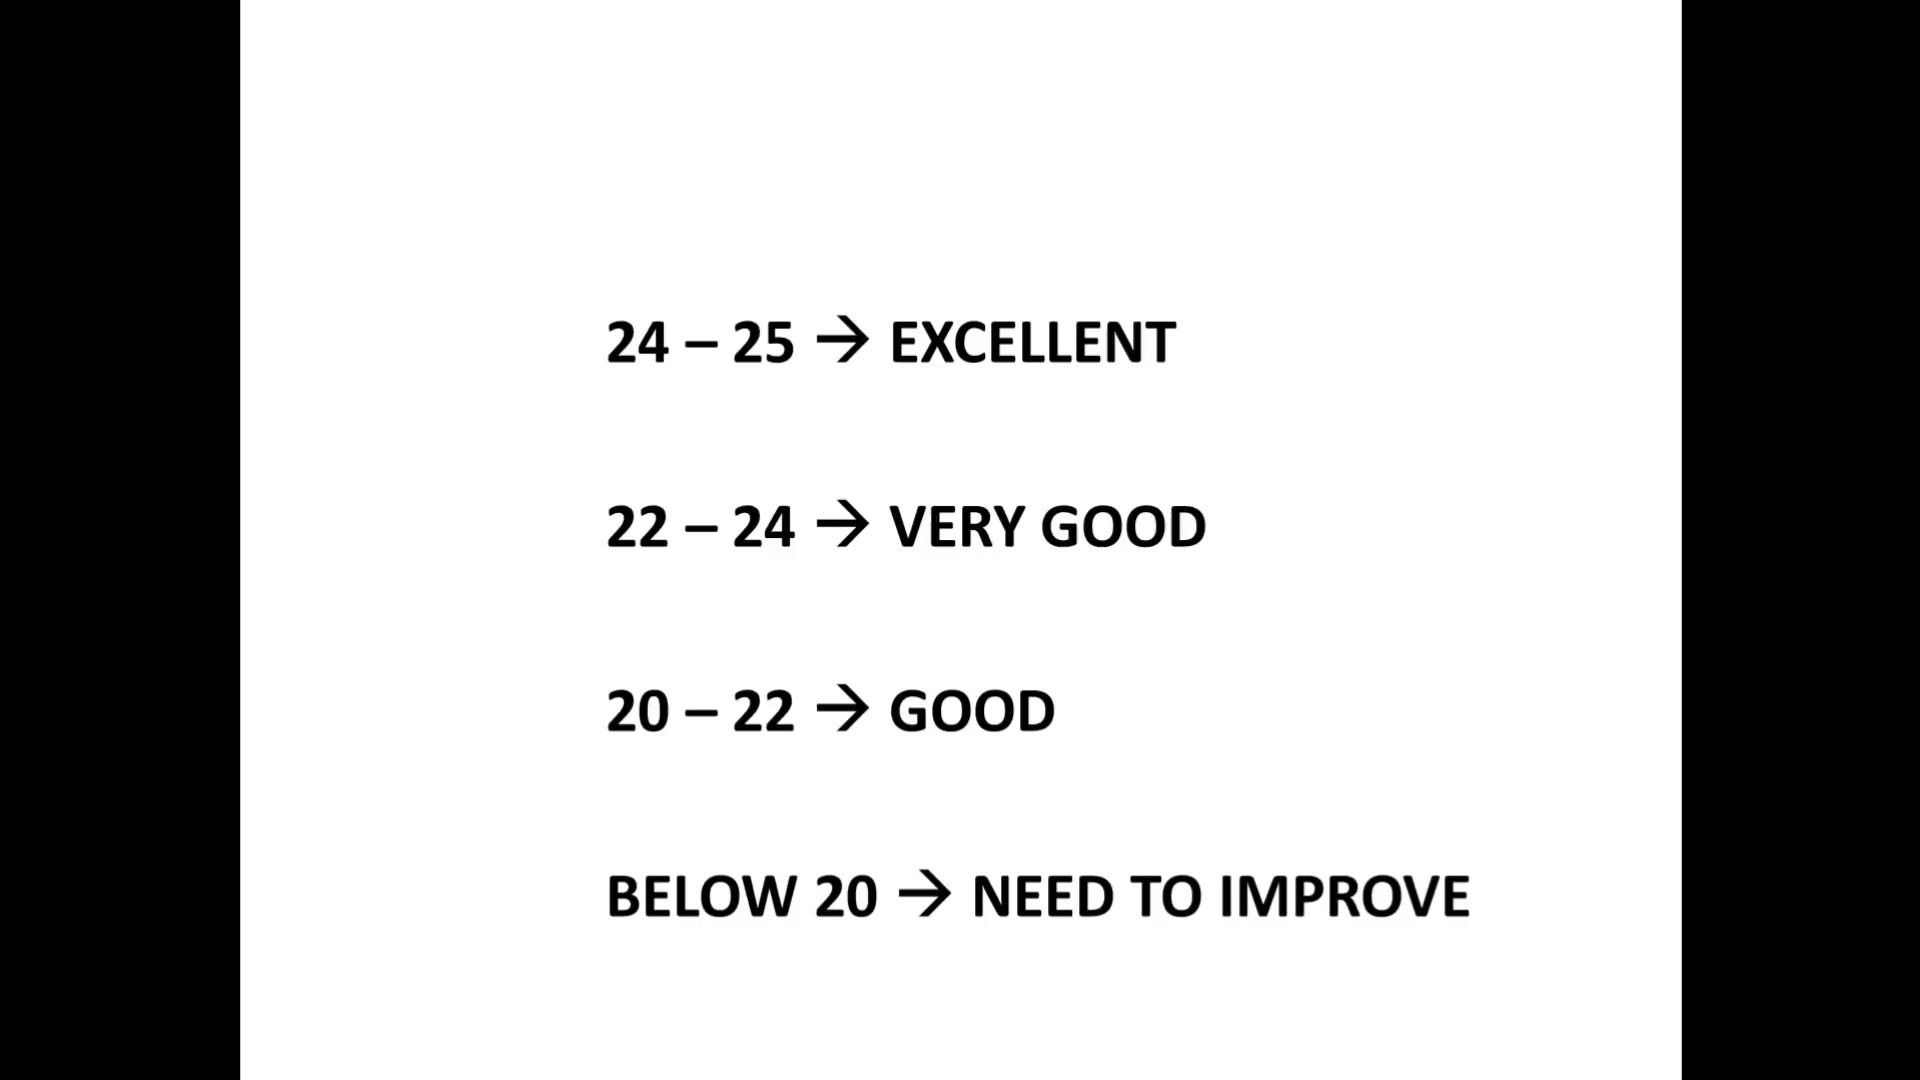 24 – 25 → EXCELLENT
22 – 24 → VERY GOOD
20 – 22 → GOOD
BELOW 20 → NEED TO IMPROVE